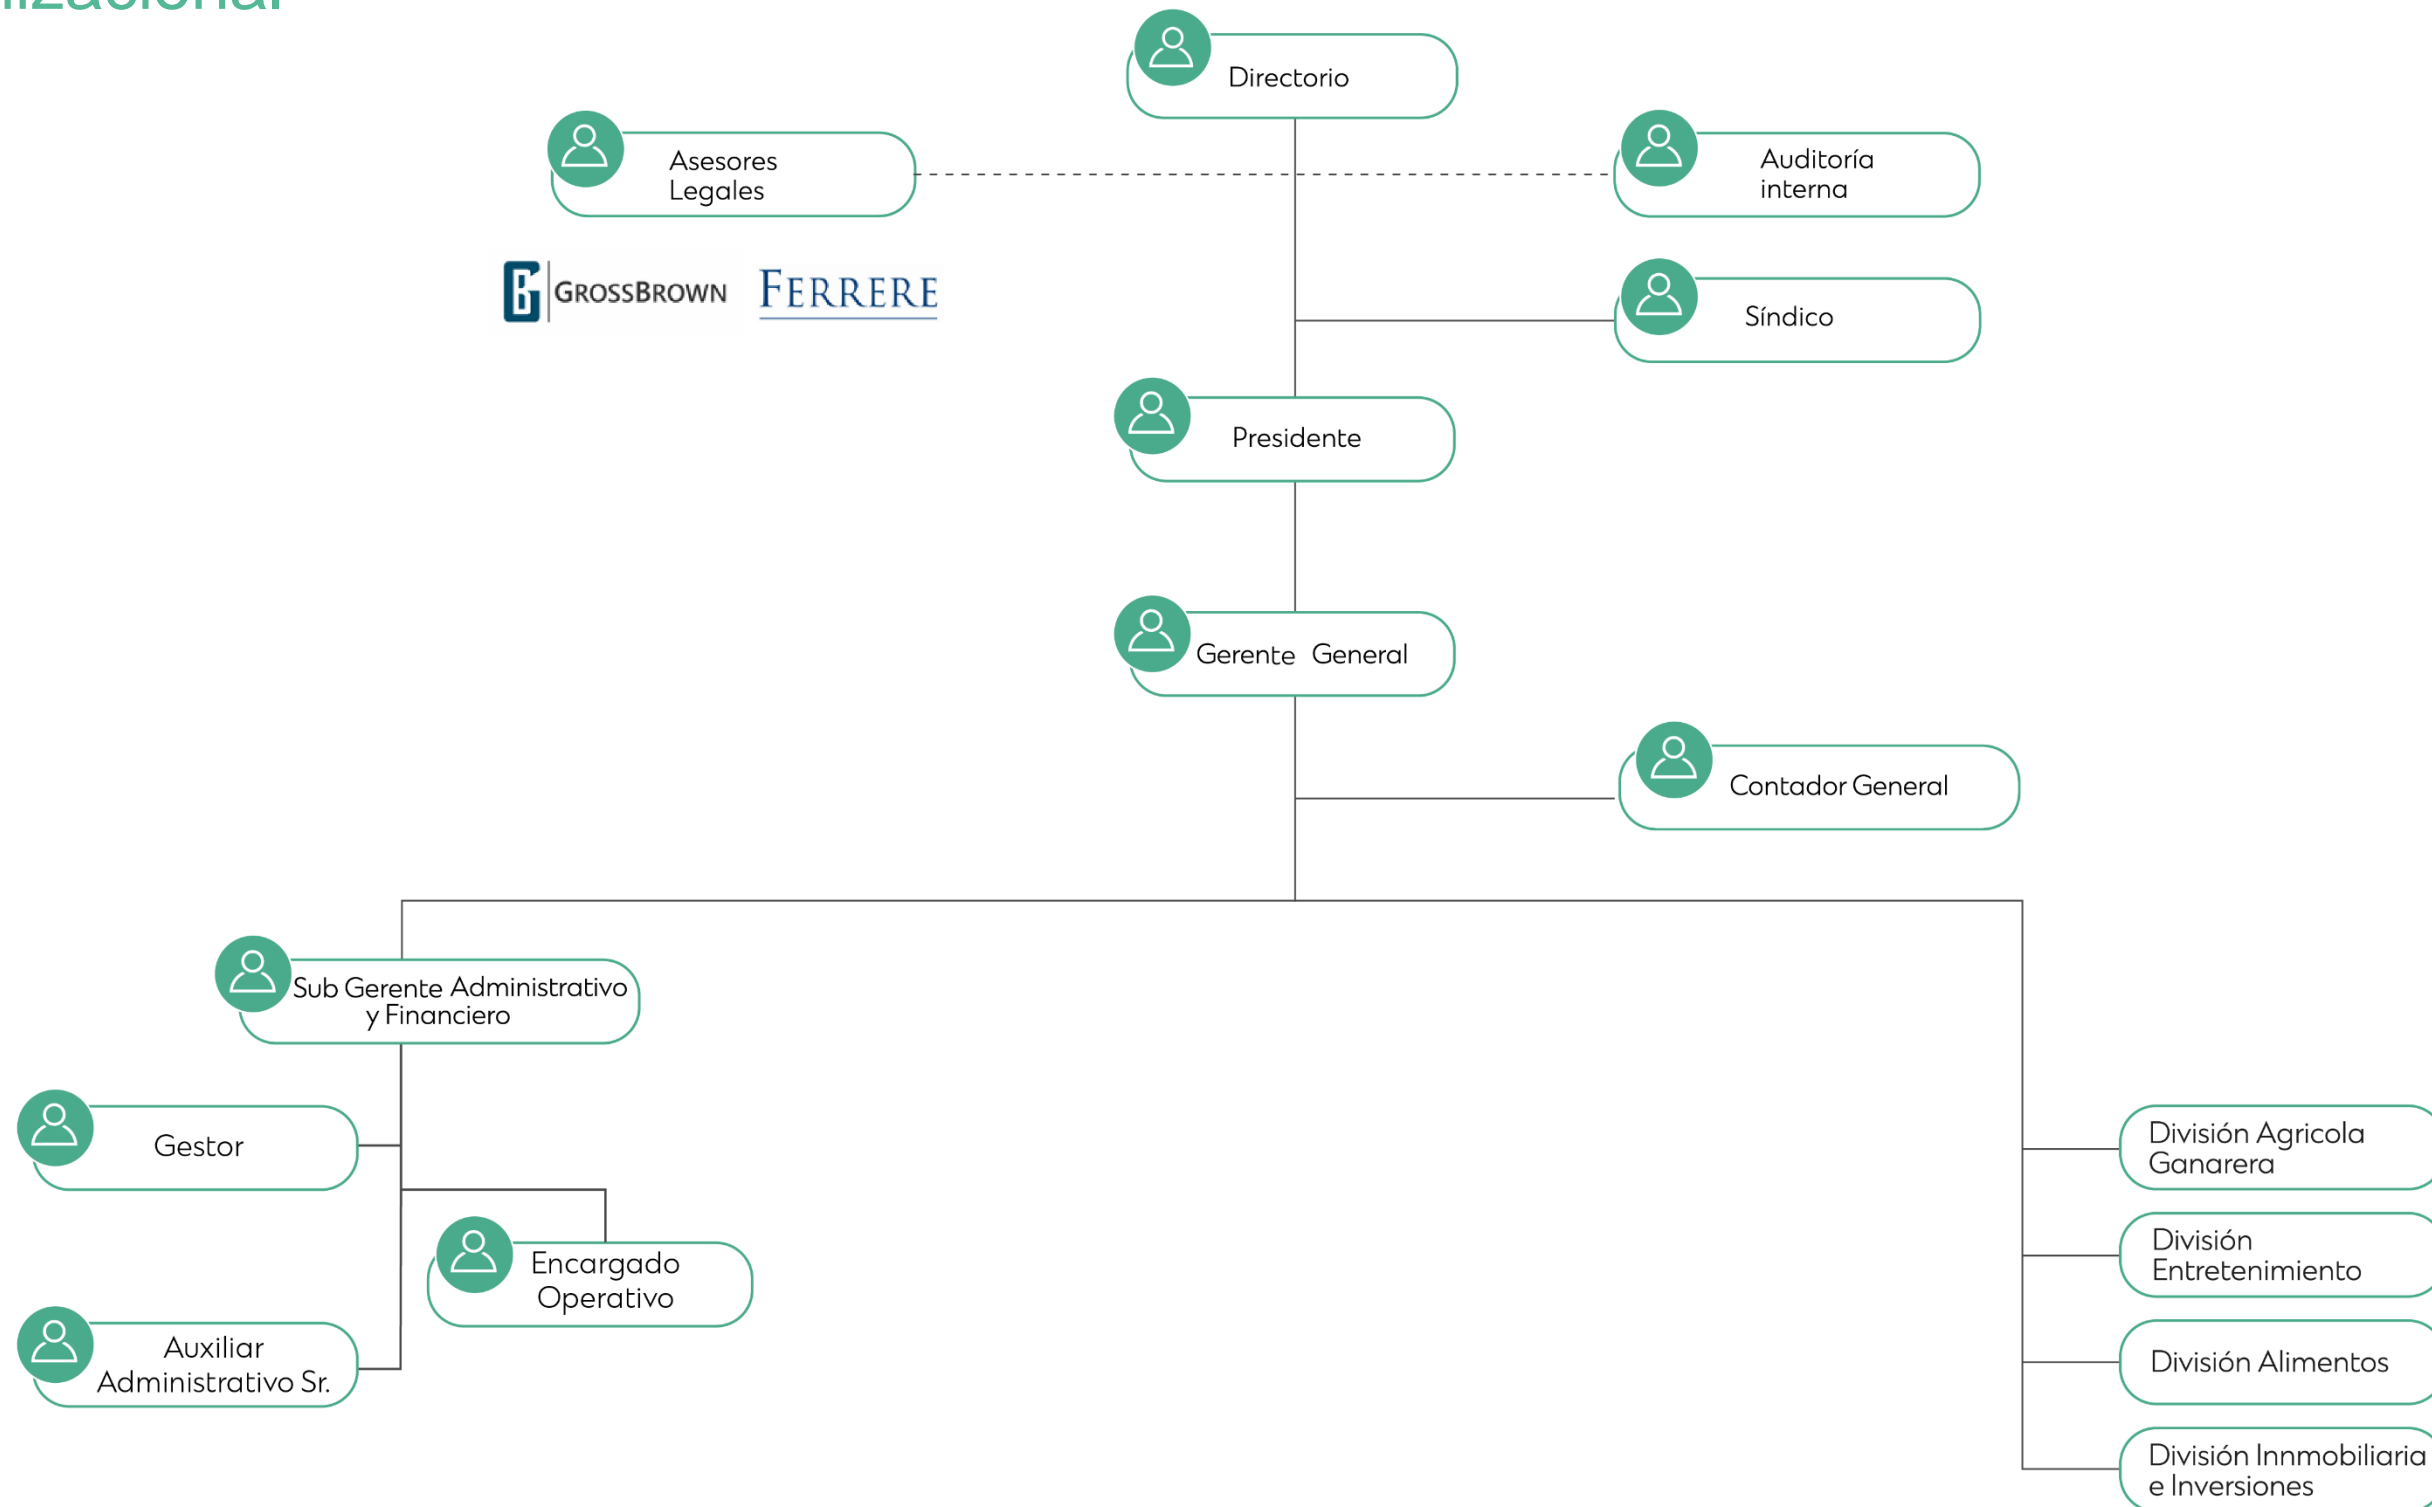 Directorio
Asesores
Legales
Auditoría
interna
GROSSBROWN
FERRERE
Síndico
Presidente
Gerente General
Contador General
Sub Gerente Administrativo
y Financiero
Gestor
Encargado
Operativo
Auxiliar
Administrativo Sr.
División Agricola
Ganarera
División
Entretenimiento
División Alimentos
División Innmobiliaria
e Inversiones